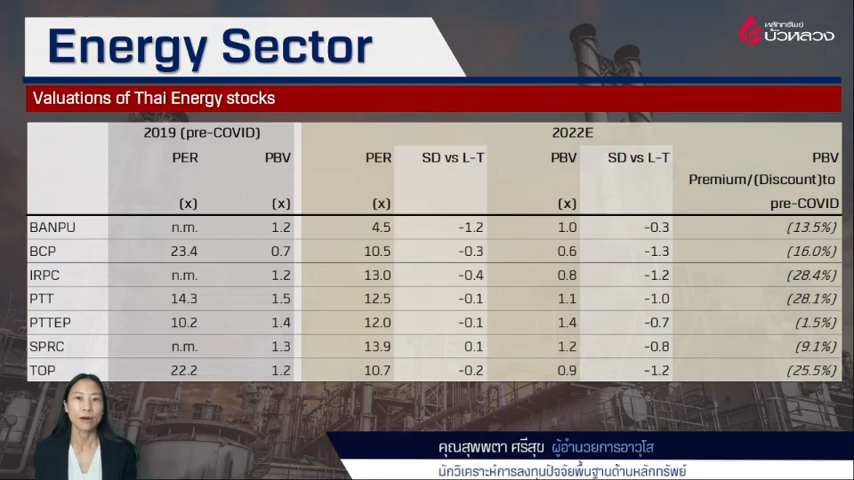 Energy Sector
หลักทรัพย์
บัวหลวง
Valuations of Thai Energy stocks
2019 (pre-COVID) 2022E
PER PBV PER SD vs L-T PBV SD vs L-T PBV
Premium/(Discount)to
(x) (x) (x) (x) pre-COVID
BANPU n.m. 1.2 4.5 -1.2 1.0 -0.3 (13.5%)
BCP 23.4 0.7 10.5 -0.3 0.6 -1.3 (16.0%)
IRPC n.m. 1.2 13.0 -0.4 0.8 -1.2 (28.4%)
PTT 14.3 1.5 12.5 -0.1 1.1 -1.0 (28.1%)
PTTEP 10.2 1.4 12.0 -0.1 1.4 -0.7 (1.5%)
SPRC n.m. 1.3 13.9 0.1 1.2 -0.8 (9.1%)
TOP 22.2 1.2 10.7 -0.2 0.9 -1.2 (25.5%)
คุณสุพพตา ศรีสุข ผู้อำนวยการอาวุโส
นักวิเคราะห์การลงทุนปัจจัยพื้นฐานด้านหลักทรัพย์